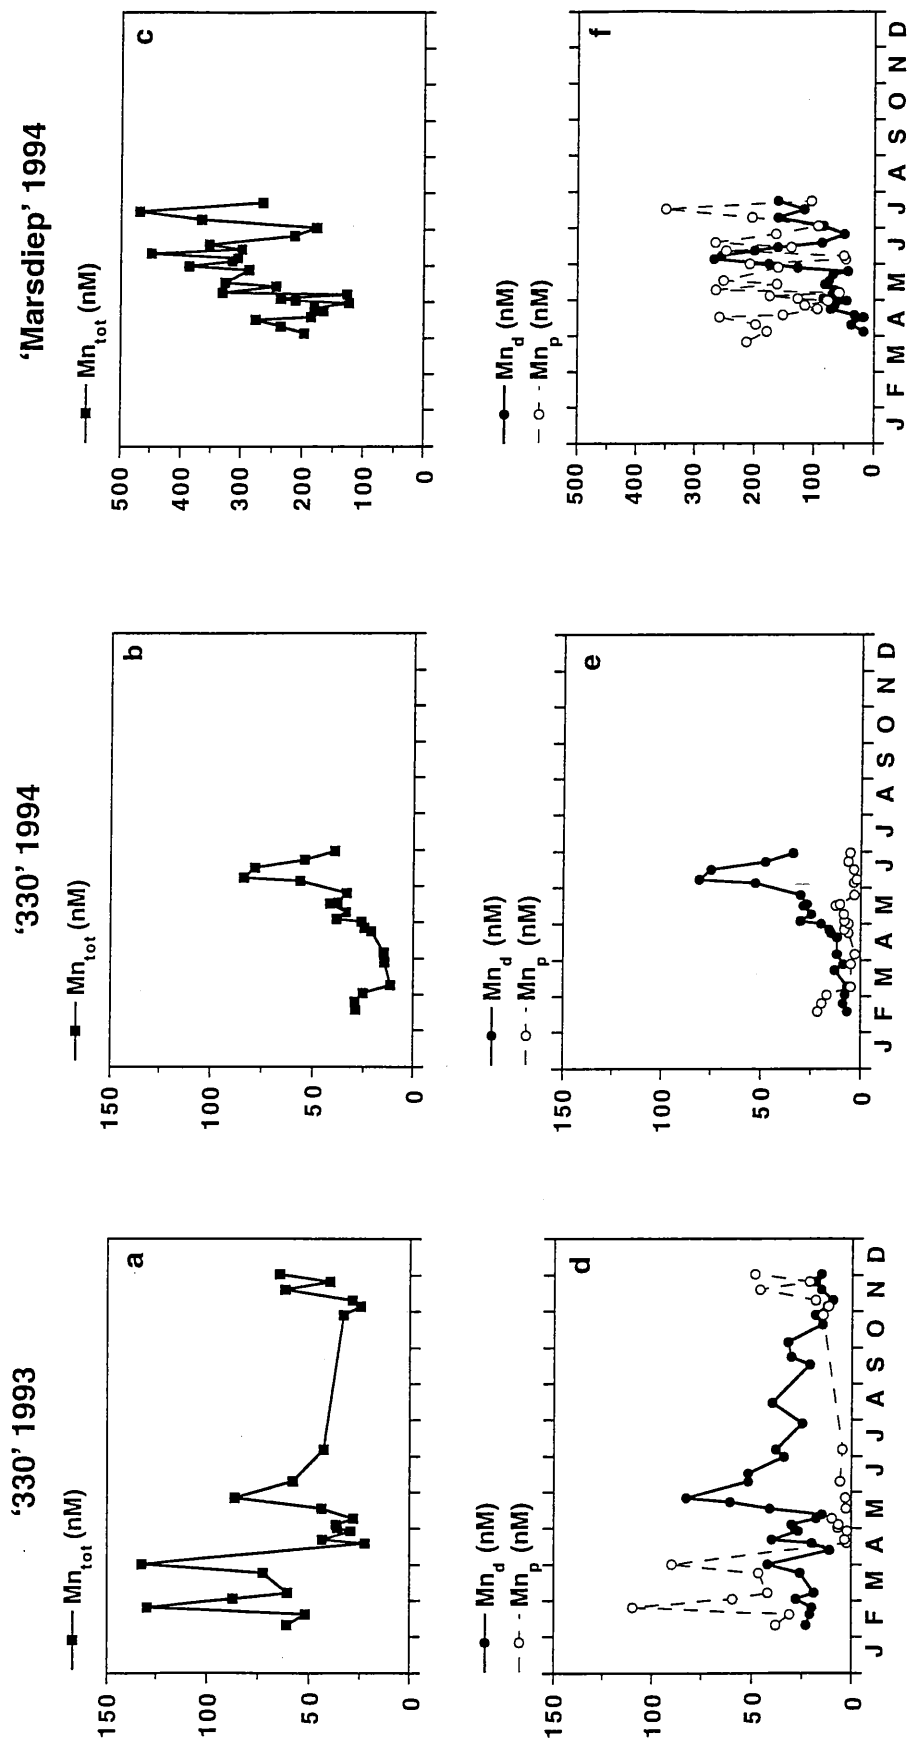 '330' 1993
Mn_tot (nM)
150
100
50
0
a
Mn_d (nM)
Mn_p (nM)
150
100
50
0
d
J F M A M J J A S O N D
'330' 1994
Mn_tot (nM)
150
100
50
0
b
Mn_d (nM)
Mn_p (nM)
150
100
50
0
e
J F M A M J J A S O N D
'Marsdiep' 1994
Mn_tot (nM)
500
400
300
200
100
0
c
Mn_d (nM)
Mn_p (nM)
500
400
300
200
100
0
f
J F M A M J J A S O N D